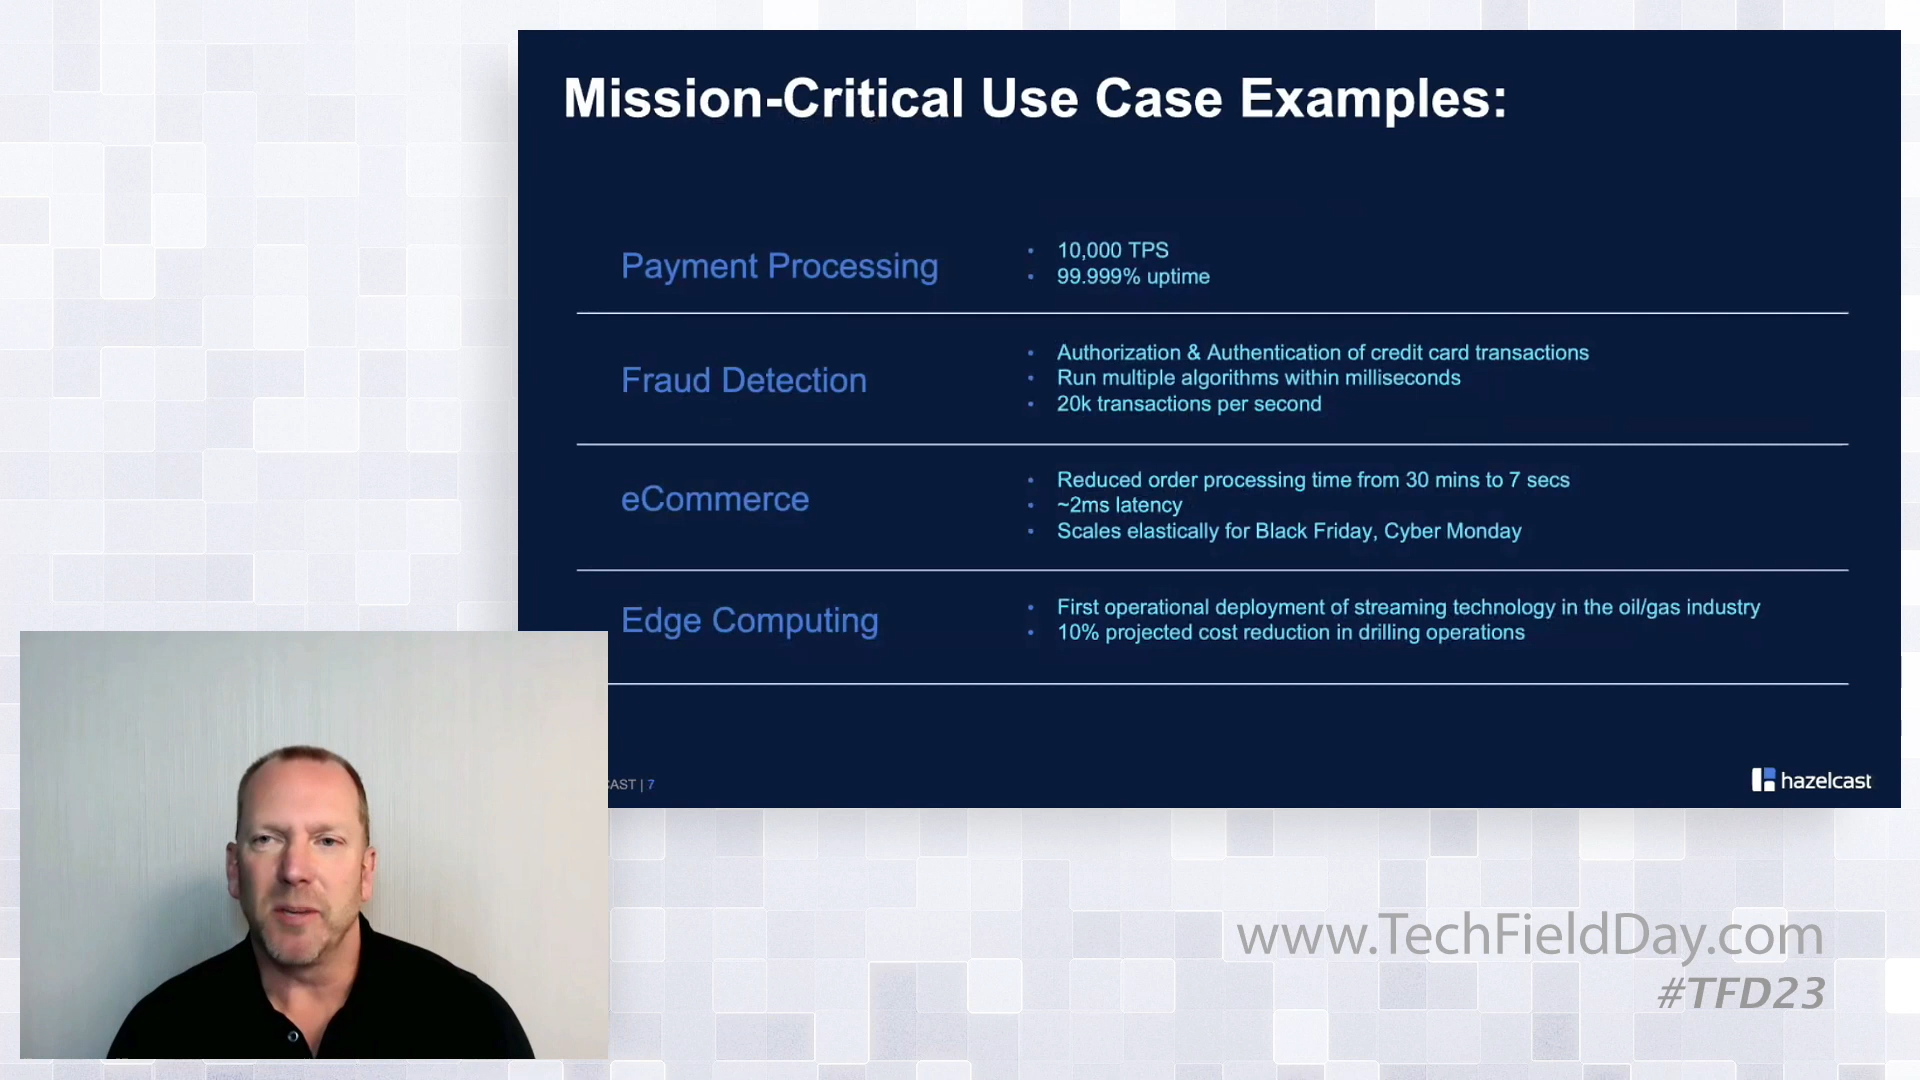 Mission-Critical Use Case Examples:
Payment Processing
• 10,000 TPS
• 99.999% uptime
Fraud Detection
• Authorization & Authentication of credit card transactions
• Run multiple algorithms within milliseconds
• 20k transactions per second
eCommerce
• Reduced order processing time from 30 mins to 7 secs
• ~2ms latency
• Scales elastically for Black Friday, Cyber Monday
Edge Computing
• First operational deployment of streaming technology in the oil/gas industry
• 10% projected cost reduction in drilling operations
CAST | 7
hazelcast
www.TechFieldDay.com
#TFD23